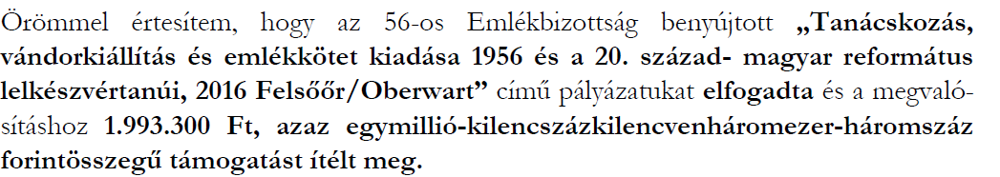 Örömmel értesítem, hogy az 56-os Emlékbizottság benyújtott „Tanácskozás,
vándorkiállítás és emlékkötet kiadása 1956 és a 20. század- magyar református
lelkészvértanúi, 2016 Felsőőr/Oberwart” című pályázatukat elfogadta és a megvaló-
sításhoz 1.993.300 Ft, azaz egymillió-kilencszázkilencvenháromezer-háromszáz
forintösszegű támogatást ítélt meg.